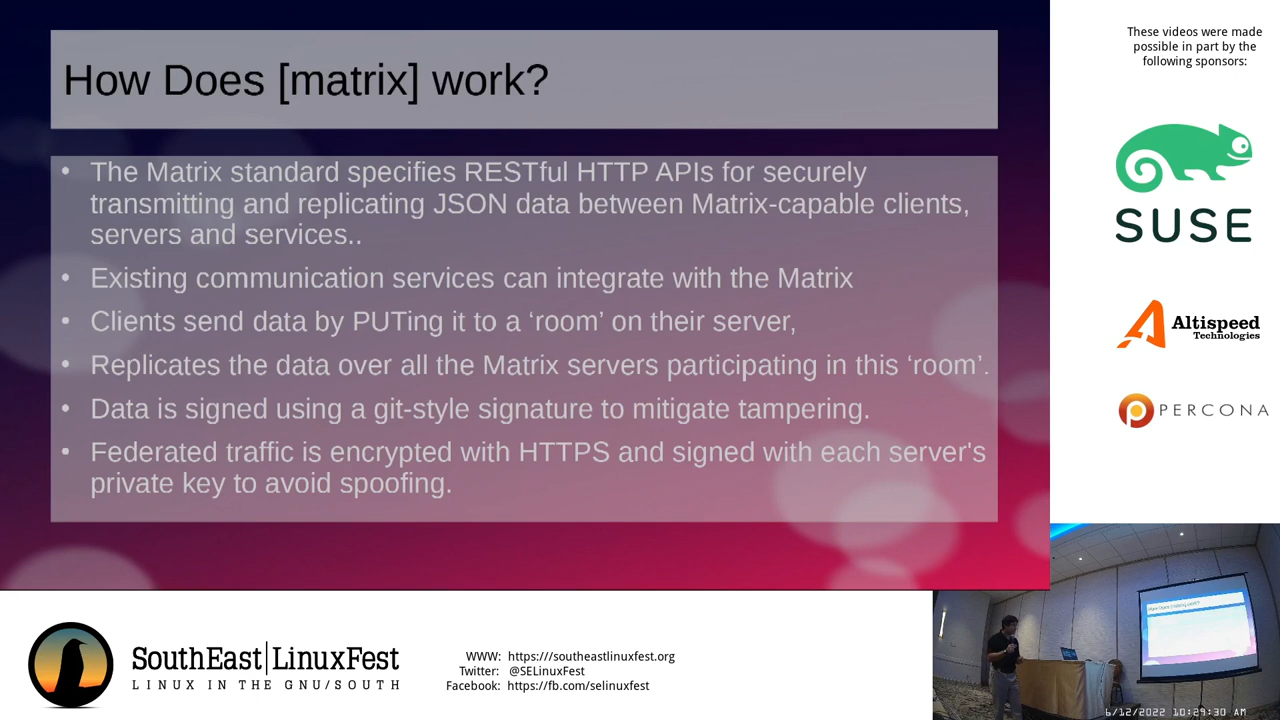 How Does [matrix] work?
• The Matrix standard specifies RESTful HTTP APIs for securely
transmitting and replicating JSON data between Matrix-capable clients,
servers and services..
• Existing communication services can integrate with the Matrix
• Clients send data by PUTing it to a ‘room’ on their server,
• Replicates the data over all the Matrix servers participating in this ‘room’.
• Data is signed using a git-style signature to mitigate tampering.
• Federated traffic is encrypted with HTTPS and signed with each server's
private key to avoid spoofing.
These videos were made
possible in part by the
following sponsors:
SUSE
Altispeed
Technologies
PERCONA
How Does [matrix] work?
6/12/2022 10:29:30 AM
SouthEast LinuxFest
LINUX IN THE GNU/SOUTH
WWW: https:///southeastlinuxfest.org
Twitter: @SELinuxFest
Facebook: https://fb.com/selinuxfest